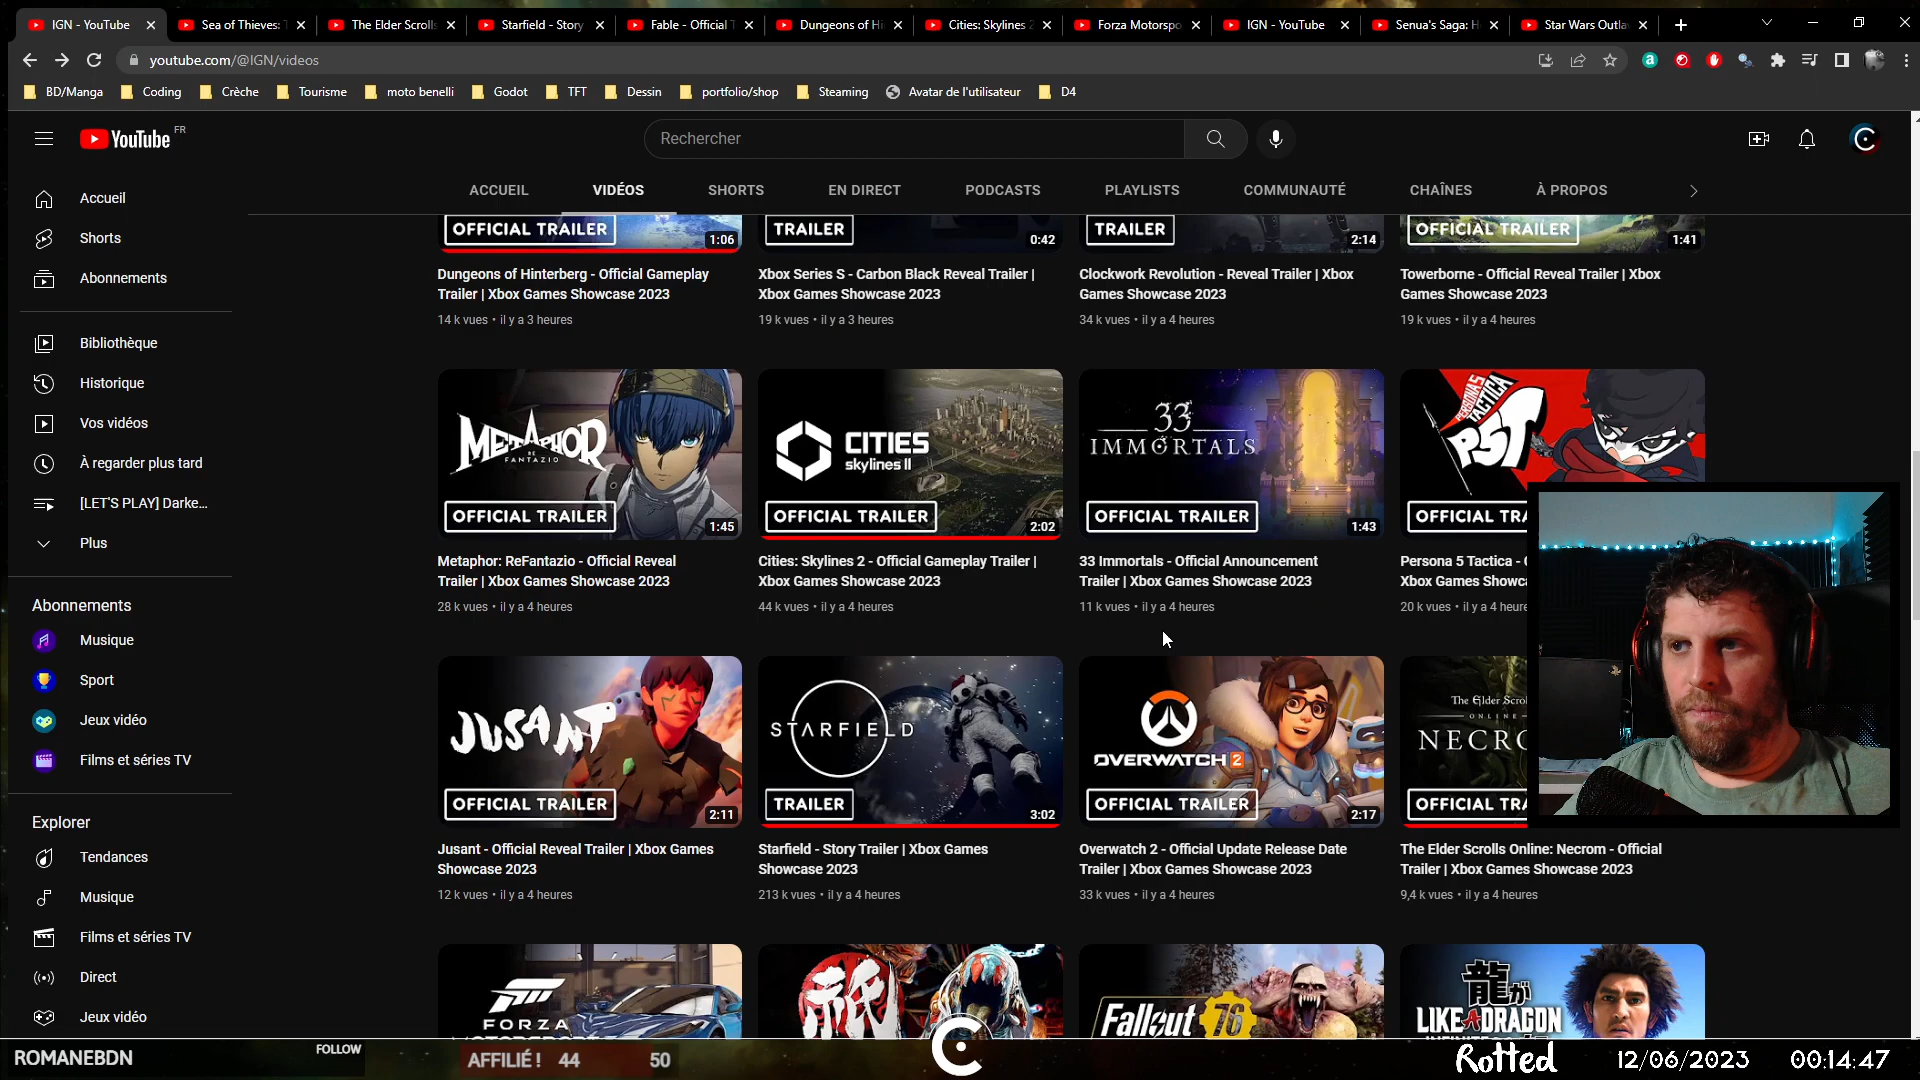 IGN - YouTube
Sea of Thieves: T
The Elder Scrolls
Starfield - Story
Fable - Official T
Dungeons of Hi
Cities: Skylines 2
Forza Motorspo
IGN - YouTube
Senua's Saga: H
Star Wars Outla
youtube.com/@IGN/videos
BD/Manga
Coding
Crèche
Tourisme
moto benelli
Godot
TFT
Dessin
portfolio/shop
Steaming
Avatar de l'utilisateur
D4
YouTube FR
Rechercher
ACCUEIL
VIDÉOS
SHORTS
EN DIRECT
PODCASTS
PLAYLISTS
COMMUNAUTÉ
CHAÎNES
À PROPOS
Accueil
Shorts
Abonnements
Bibliothèque
Historique
Vos vidéos
À regarder plus tard
[LET'S PLAY] Darke...
Plus
Abonnements
Musique
Sport
Jeux vidéo
Films et séries TV
Explorer
Tendances
Musique
Films et séries TV
Direct
Jeux vidéo
OFFICIAL TRAILER
1:06
Dungeons of Hinterberg - Official Gameplay
Trailer | Xbox Games Showcase 2023
14 k vues • il y a 3 heures
TRAILER
0:42
Xbox Series S - Carbon Black Reveal Trailer |
Xbox Games Showcase 2023
19 k vues • il y a 3 heures
TRAILER
2:14
Clockwork Revolution - Reveal Trailer | Xbox
Games Showcase 2023
34 k vues • il y a 4 heures
OFFICIAL TRAILER
1:41
Towerborne - Official Reveal Trailer | Xbox
Games Showcase 2023
19 k vues • il y a 4 heures
METAPHOR
RE FANTAZIO
OFFICIAL TRAILER
1:45
Metaphor: ReFantazio - Official Reveal
Trailer | Xbox Games Showcase 2023
28 k vues • il y a 4 heures
CITIES
skylines II
OFFICIAL TRAILER
2:02
Cities: Skylines 2 - Official Gameplay Trailer |
Xbox Games Showcase 2023
44 k vues • il y a 4 heures
33
IMMORTALS
OFFICIAL TRAILER
1:43
33 Immortals - Official Announcement
Trailer | Xbox Games Showcase 2023
11 k vues • il y a 4 heures
PERSONA5
TACTICA
P5T
OFFICIAL TRA
Persona 5 Tactica - 
Xbox Games Showca
20 k vues • il y a 4 heure
JUSANT
OFFICIAL TRAILER
2:11
Jusant - Official Reveal Trailer | Xbox Games
Showcase 2023
12 k vues • il y a 4 heures
STARFIELD
TRAILER
3:02
Starfield - Story Trailer | Xbox Games
Showcase 2023
213 k vues • il y a 4 heures
OVERWATCH 2
OFFICIAL TRAILER
2:17
Overwatch 2 - Official Update Release Date
Trailer | Xbox Games Showcase 2023
33 k vues • il y a 4 heures
The Elder Scrol
ONLINE
NECRO
OFFICIAL TRA
The Elder Scrolls Online: Necrom - Official
Trailer | Xbox Games Showcase 2023
9,4 k vues • il y a 4 heures
FORZA
MOTORSPORT
祇
Fallout 76
龍が
LIKE A DRAGON
ROMANEBDN
FOLLOW
AFFILIÉ !
44
50
Rotted
12/06/2023
00:14:47